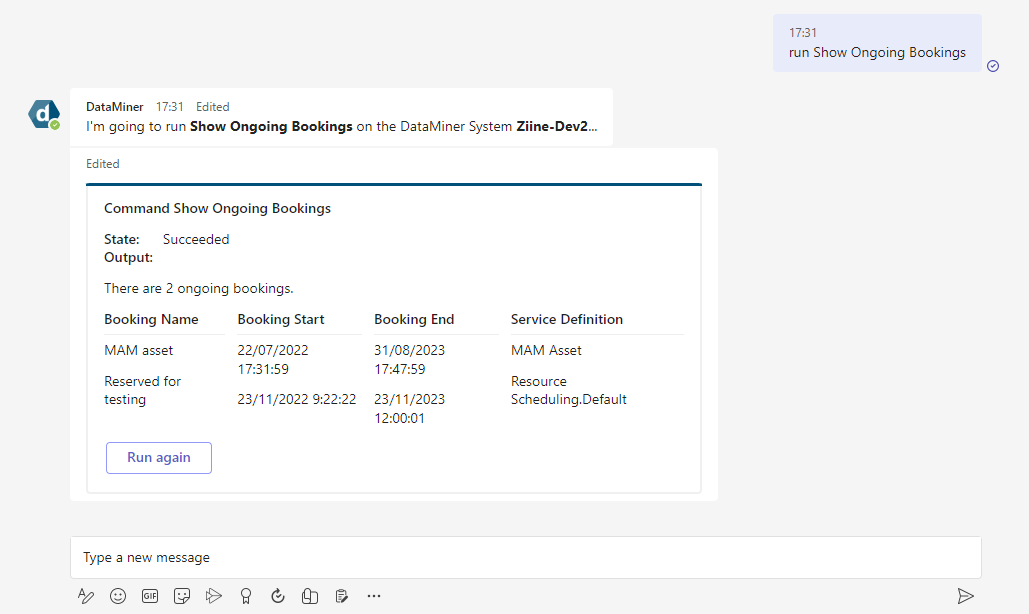 17:31
run Show Ongoing Bookings
DataMiner 17:31 Edited
I'm going to run Show Ongoing Bookings on the DataMiner System Ziine-Dev2...
Edited
Command Show Ongoing Bookings
State: Succeeded
Output:
There are 2 ongoing bookings.
Booking Name Booking Start Booking End Service Definition
MAM asset 22/07/2022 31/08/2023 MAM Asset
17:31:59 17:47:59
Reserved for Resource
testing 23/11/2022 9:22:22 23/11/2023 Scheduling.Default
12:00:01
Run again
Type a new message
GIF